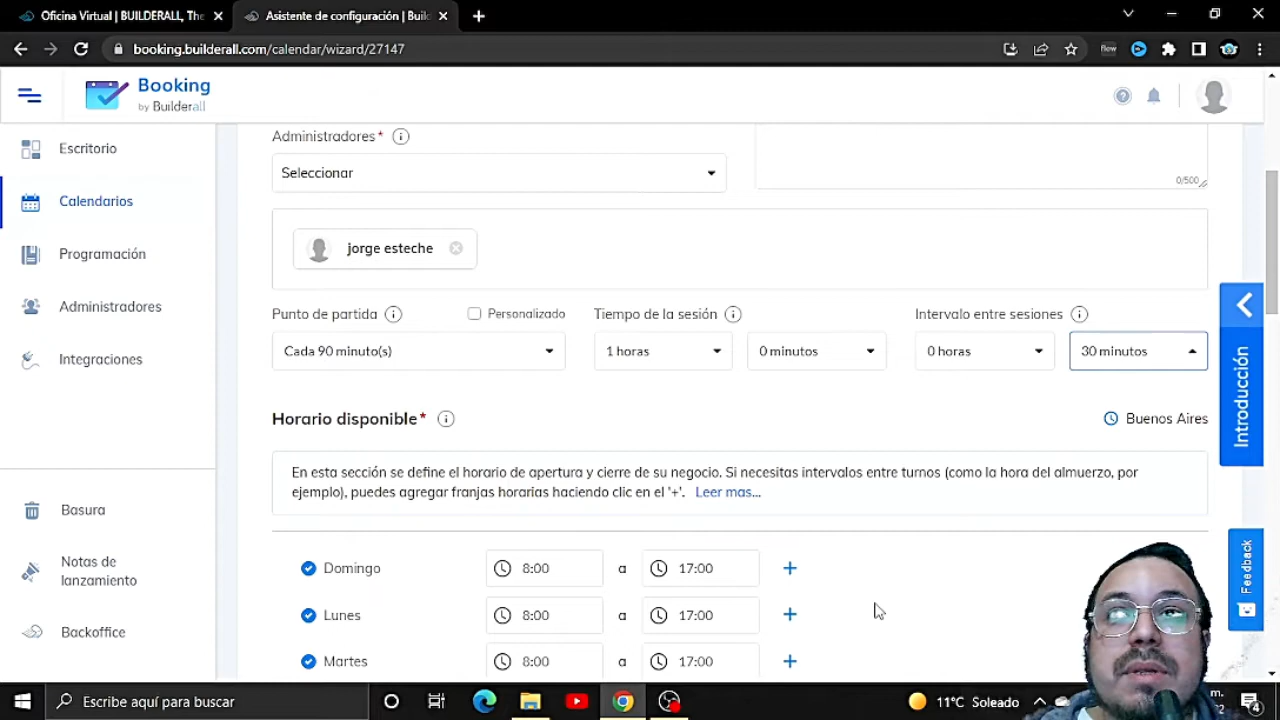 Oficina Virtual | BUILDERALL, The
Asistente de configuración | Buil
booking.builderall.com/calendar/wizard/27147
flow
Booking
by Builderall
Escritorio
Calendarios
Programación
Administradores
Integraciones
Basura
Notas de
lanzamiento
Backoffice
Administradores*
Seleccionar
0/500
jorge esteche
Punto de partida
Personalizado
Tiempo de la sesión
Intervalo entre sesiones
Cada 90 minuto(s)
1 horas
0 minutos
0 horas
30 minutos
Introducción
Horario disponible*
Buenos Aires
En esta sección se define el horario de apertura y cierre de su negocio. Si necesitas intervalos entre turnos (como la hora del almuerzo, por
ejemplo), puedes agregar franjas horarias haciendo clic en el '+'. Leer mas...
Feedback
Domingo 8:00 a 17:00 +
Lunes 8:00 a 17:00 +
Martes 8:00 17:00 +
Escribe aquí para buscar
11°C Soleado
4